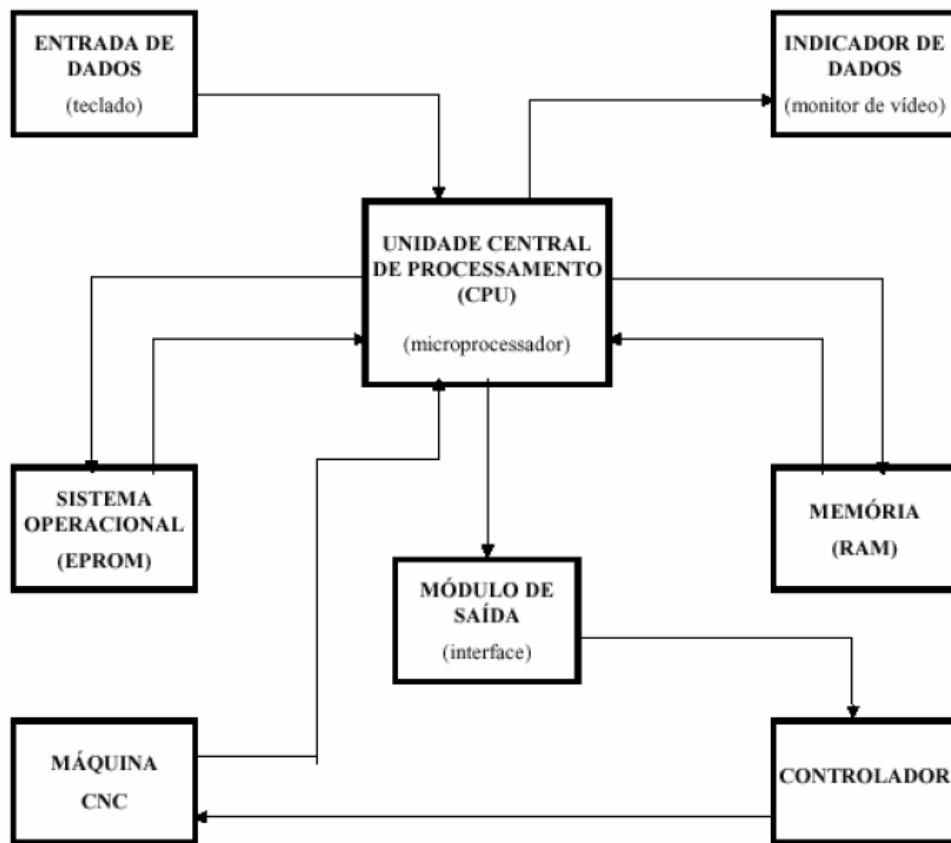 ENTRADA DE
DADOS
(teclado)
INDICADOR DE
DADOS
(monitor de vídeo)
UNIDADE CENTRAL
DE PROCESSAMENTO
(CPU)
(microprocessador)
SISTEMA
OPERACIONAL
(EPROM)
MEMÓRIA
(RAM)
MÓDULO DE
SAÍDA
(interface)
MÁQUINA
CNC
CONTROLADOR